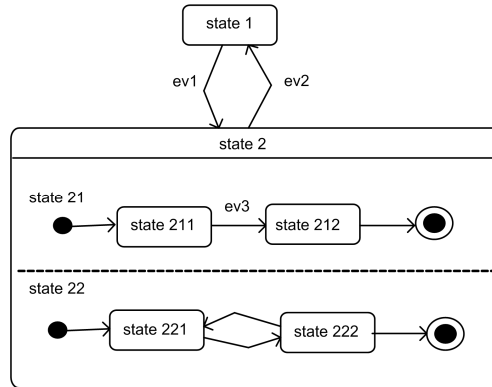 state 1
ev1
ev2
state 2
state 21
state 211
ev3
state 212
state 22
state 221
state 222